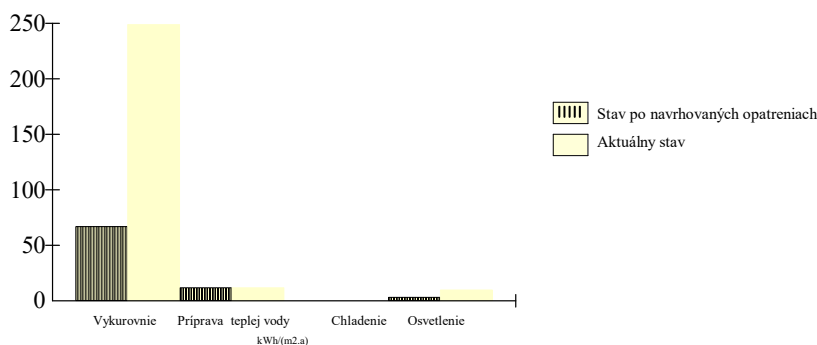 250
200
150
100
50
0
Stav po navrhovaných opatreniach
Aktuálny stav
Vykurovnie Príprava teplej vody Chladenie Osvetlenie
kWh/(m2.a)